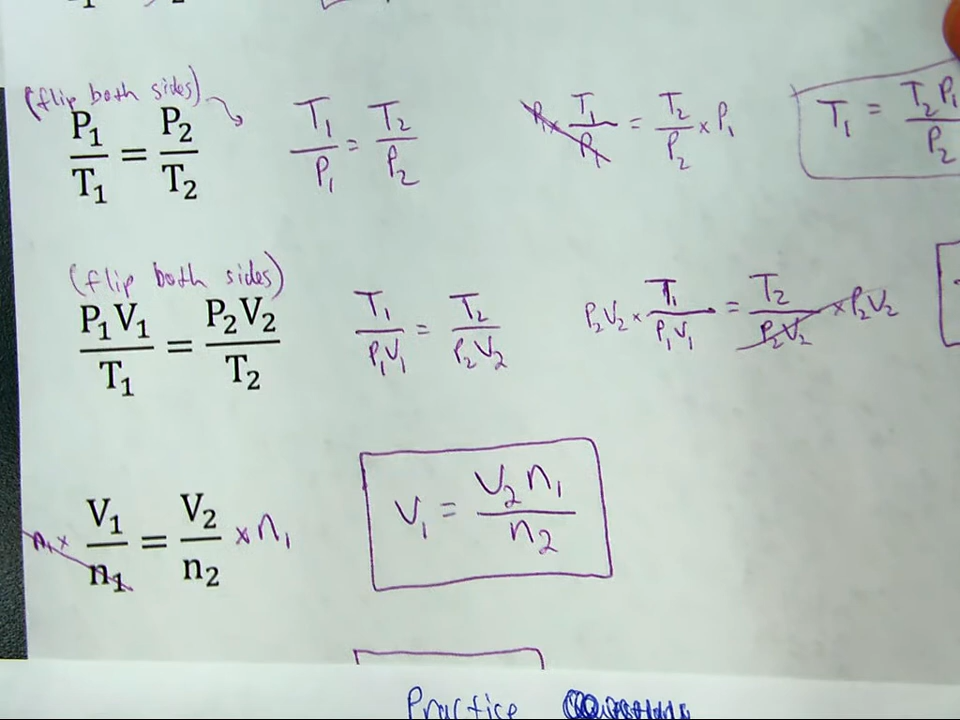 (flip both sides)
P₁/T₁ = P₂/T₂
T₁/P₁ = T₂/P₂
P₁ × T₁/P₁ = T₂/P₂ × P₁
T₁ = T₂P₁/P₂
(flip both sides)
P₁V₁/T₁ = P₂V₂/T₂
T₁/P₁V₁ = T₂/P₂V₂
P₂V₂ × T₁/P₁V₁ = T₂/P₂V₂ × P₂V₂
n₁ × V₁/n₁ = V₂/n₂ × n₁
V₁ = V₂n₁/n₂
Practice